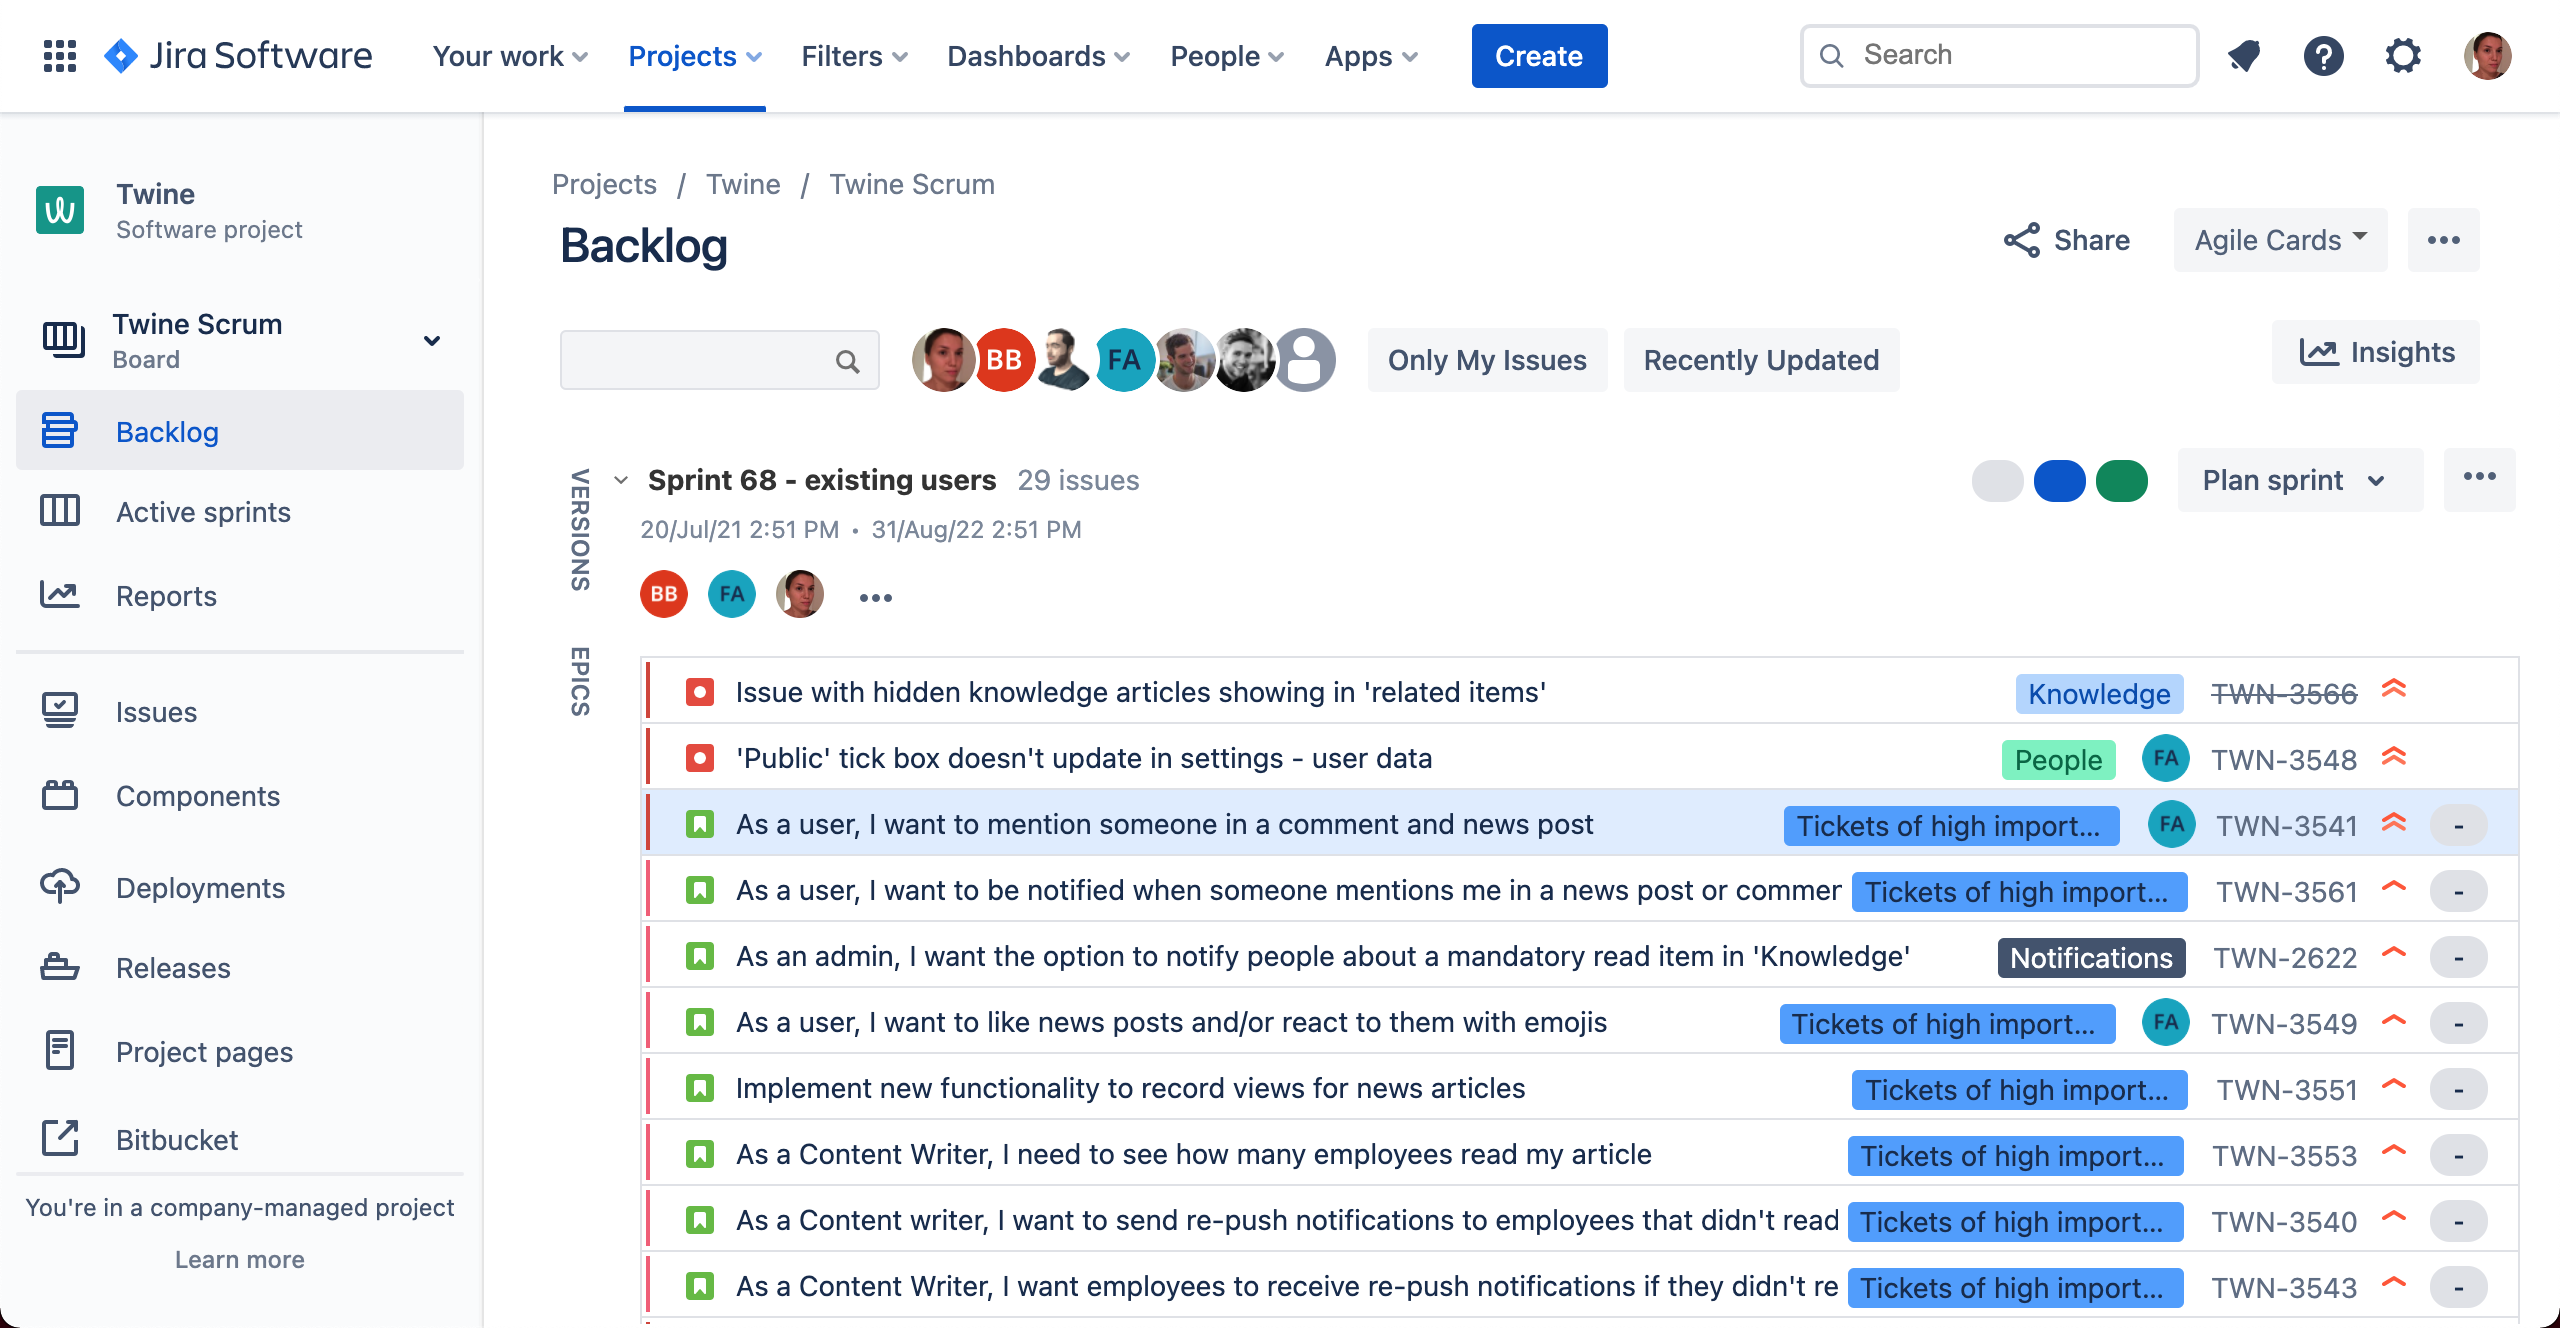 Jira Software
Your work
Projects
Filters
Dashboards
People
Apps
Create
Search
Twine
Software project
Twine Scrum
Board
Backlog
Active sprints
Reports
Issues
Components
Deployments
Releases
Project pages
Bitbucket
You're in a company-managed project
Learn more
Projects / Twine / Twine Scrum
Backlog
Share
Agile Cards
BB
FA
Only My Issues
Recently Updated
Insights
VERSIONS
EPICS
Sprint 68 - existing users 29 issues
Plan sprint
20/Jul/21 2:51 PM • 31/Aug/22 2:51 PM
BB
FA
Issue with hidden knowledge articles showing in 'related items' Knowledge TWN-3566
'Public' tick box doesn't update in settings - user data People FA TWN-3548
As a user, I want to mention someone in a comment and news post Tickets of high import... FA TWN-3541 -
As a user, I want to be notified when someone mentions me in a news post or commer Tickets of high import... TWN-3561 -
As an admin, I want the option to notify people about a mandatory read item in 'Knowledge' Notifications TWN-2622 -
As a user, I want to like news posts and/or react to them with emojis Tickets of high import... FA TWN-3549 -
Implement new functionality to record views for news articles Tickets of high import... TWN-3551 -
As a Content Writer, I need to see how many employees read my article Tickets of high import... TWN-3553 -
As a Content writer, I want to send re-push notifications to employees that didn't read Tickets of high import... TWN-3540 -
As a Content Writer, I want employees to receive re-push notifications if they didn't re Tickets of high import... TWN-3543 -